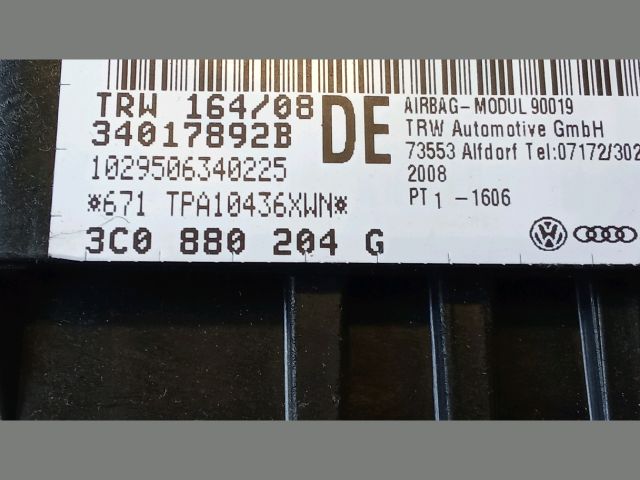 TRW 164/08
34017892B
DE
1029506340225
*671 TPA10436XWN*
3C0 880 204 G
AIRBAG-MODUL 90019
TRW Automotive GmbH
73553 Alfdorf Tel:07172/302
2008
PT 1 -1606